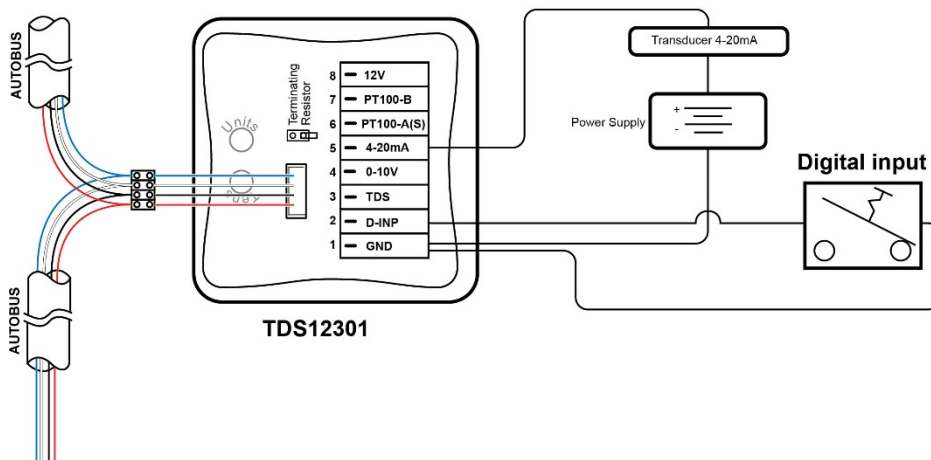 AUTOBUS
Transducer 4-20mA
Terminating
Resistor
Units
Tens
8 12V
7 PT100-B
6 PT100-A(S)
5 4-20mA
4 0-10V
3 TDS
2 D-INP
1 GND
Power Supply
+
-
Digital input
AUTOBUS
TDS12301